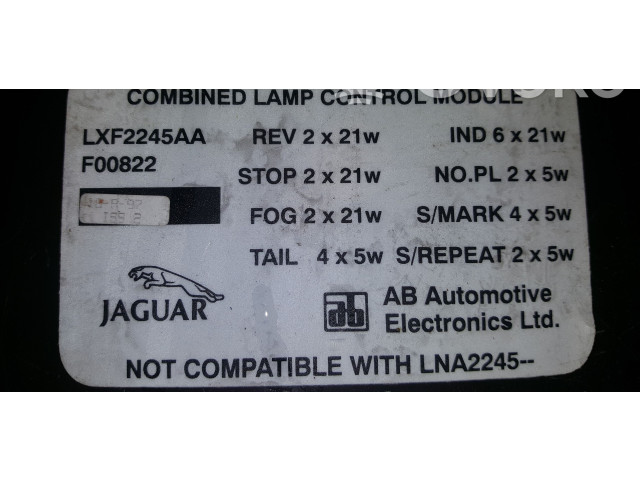 COMBINED LAMP CONTROL MODULE
LXF2245AA REV 2 x 21w IND 6 x 21w
F00822 STOP 2 x 21w NO.PL 2 x 5w
FOG 2 x 21w S/MARK 4 x 5w
TAIL 4 x 5w S/REPEAT 2 x 5w
JAGUAR ab AB Automotive
Electronics Ltd.
NOT COMPATIBLE WITH LNA2245--